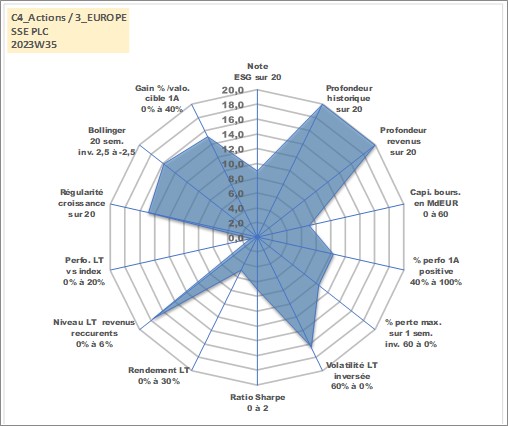 C4_Actions / 3_EUROPE
SSE PLC
2023W35
Note
ESG sur 20
Profondeur
historique
sur 20
Profondeur
revenus
sur 20
Capi. bours.
en MdEUR
0 à 60
% perfo 1A
positive
40% à 100%
% perte max.
sur 1 sem.
inv. 60 à 0%
Volatilité LT
inversée
60% à 0%
Ratio Sharpe
0 à 2
Rendement LT
0% à 30%
Niveau LT revenus
reccurents
0% à 6%
Perfo. LT
vs index
0% à 20%
Régularité
croissance
sur 20
Bollinger
20 sem.
inv. 2,5 à -2,5
Gain % /valo.
cible 1A
0% à 40%
20,0
18,0
16,0
14,0
12,0
10,0
8,0
6,0
4,0
2,0
0,0